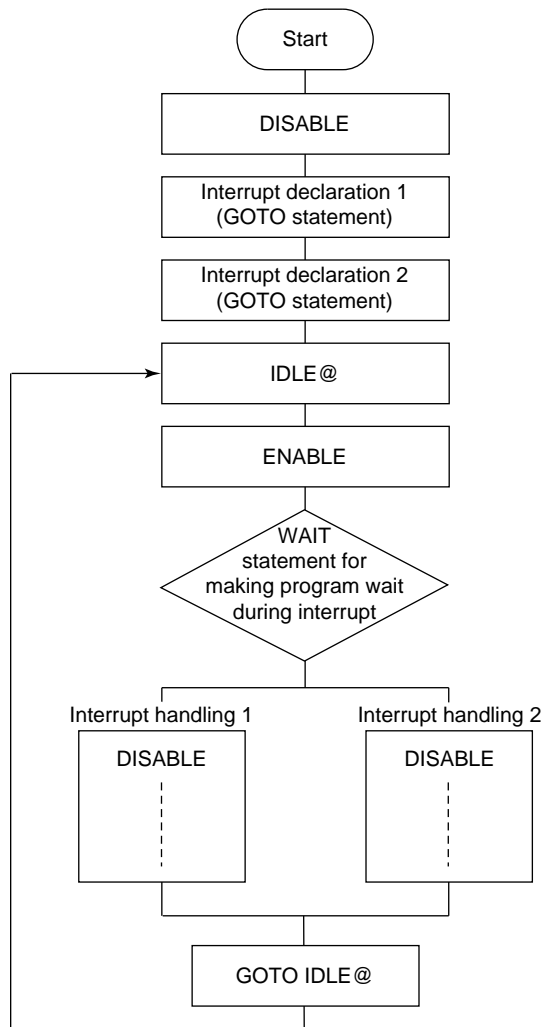 Start
DISABLE
Interrupt declaration 1
(GOTO statement)
Interrupt declaration 2
(GOTO statement)
IDLE@
ENABLE
WAIT
statement for
making program wait
during interrupt
Interrupt handling 1
DISABLE
Interrupt handling 2
DISABLE
GOTO IDLE@